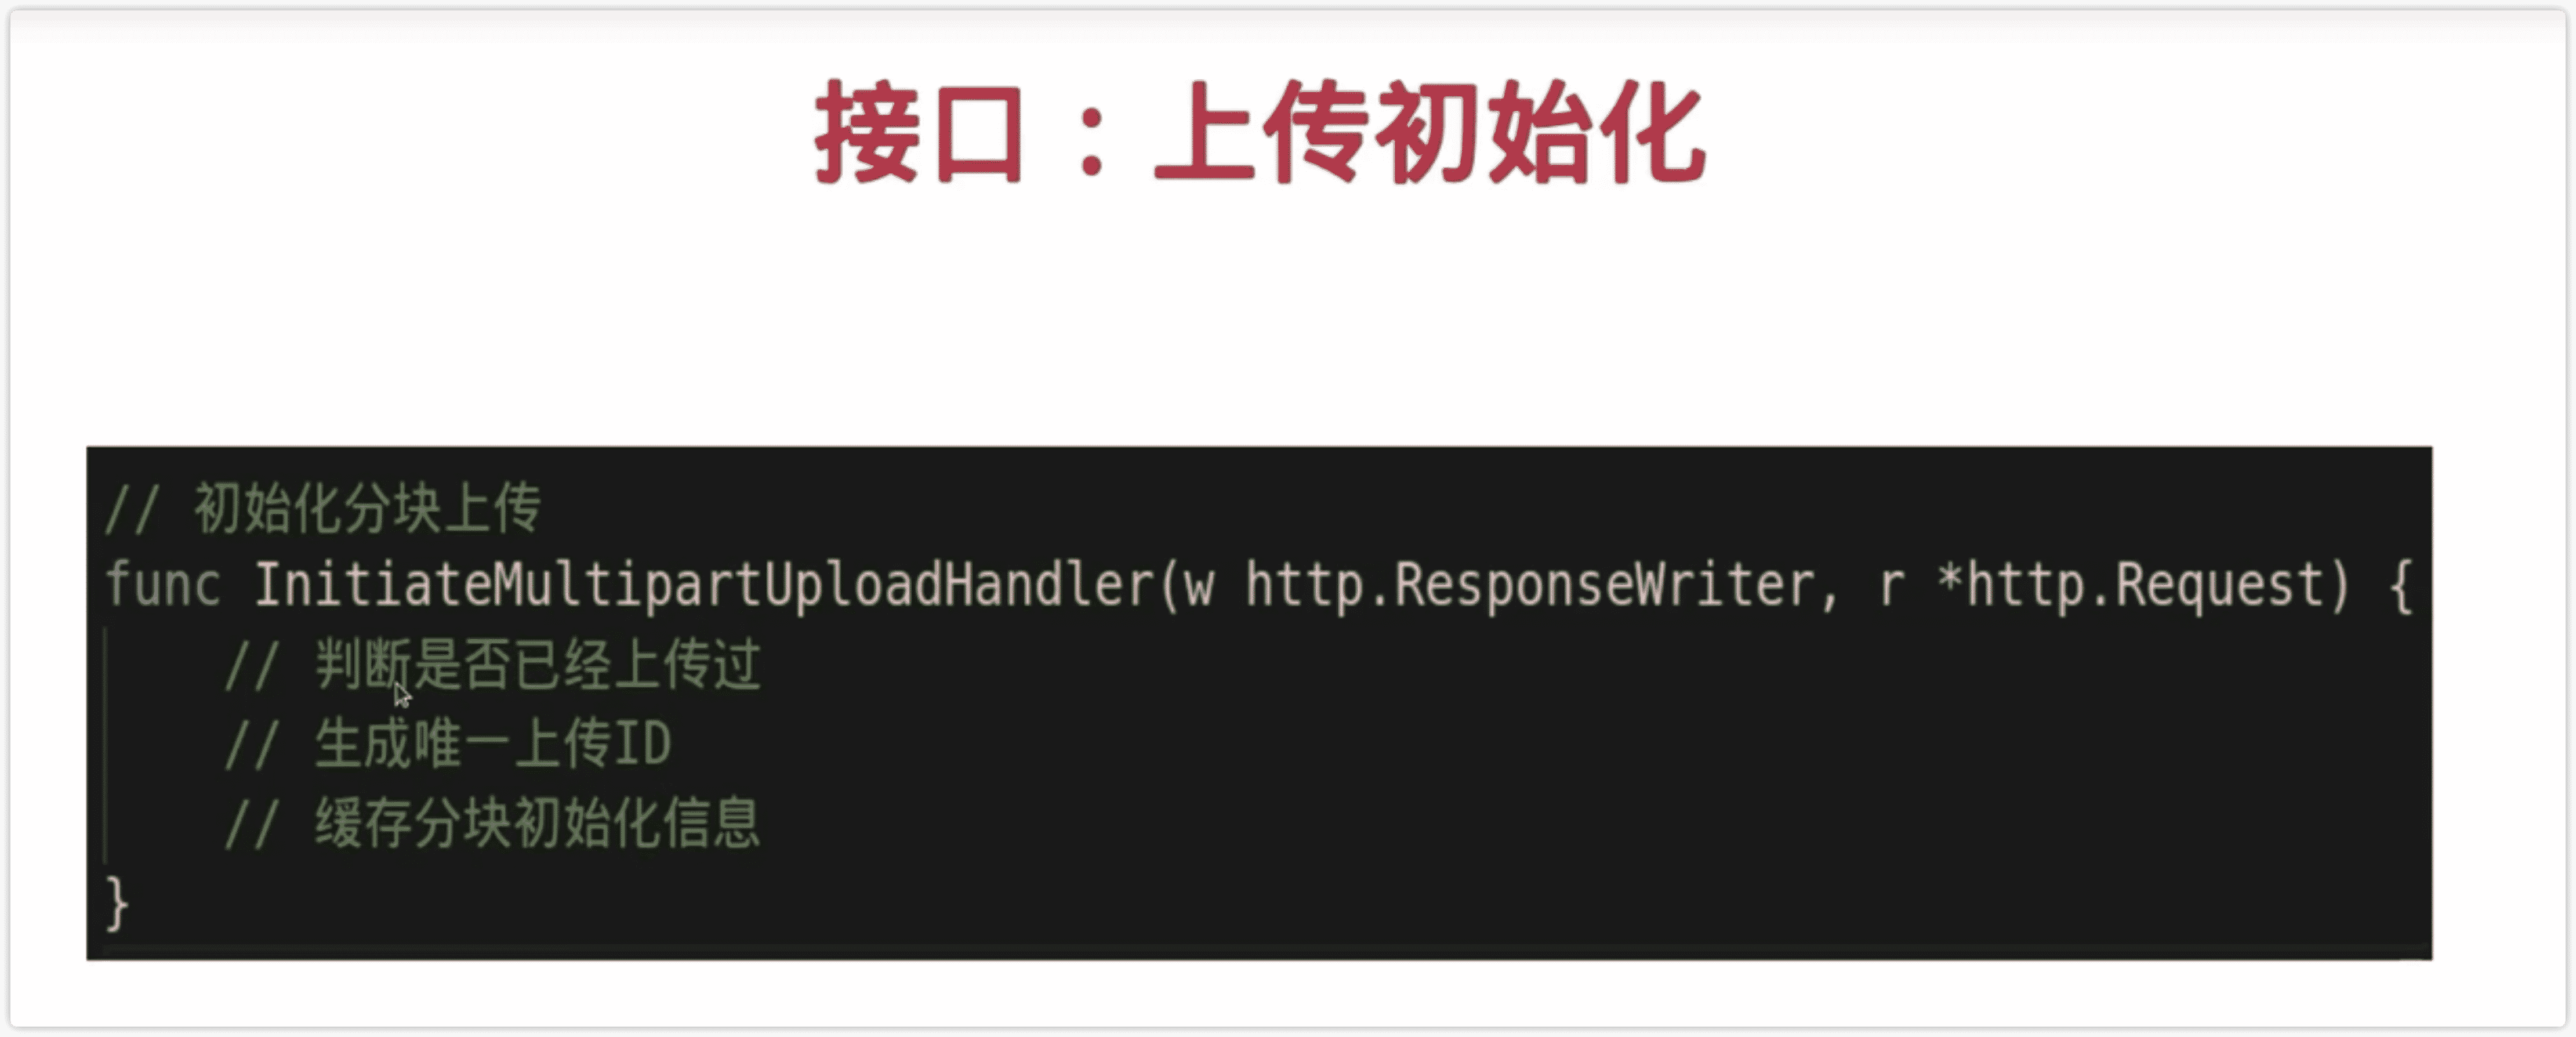 接口：上传初始化
// 初始化分块上传
func InitiateMultipartUploadHandler(w http.ResponseWriter, r *http.Request) {
// 判断是否已经上传过
// 生成唯一上传ID
// 缓存分块初始化信息
}